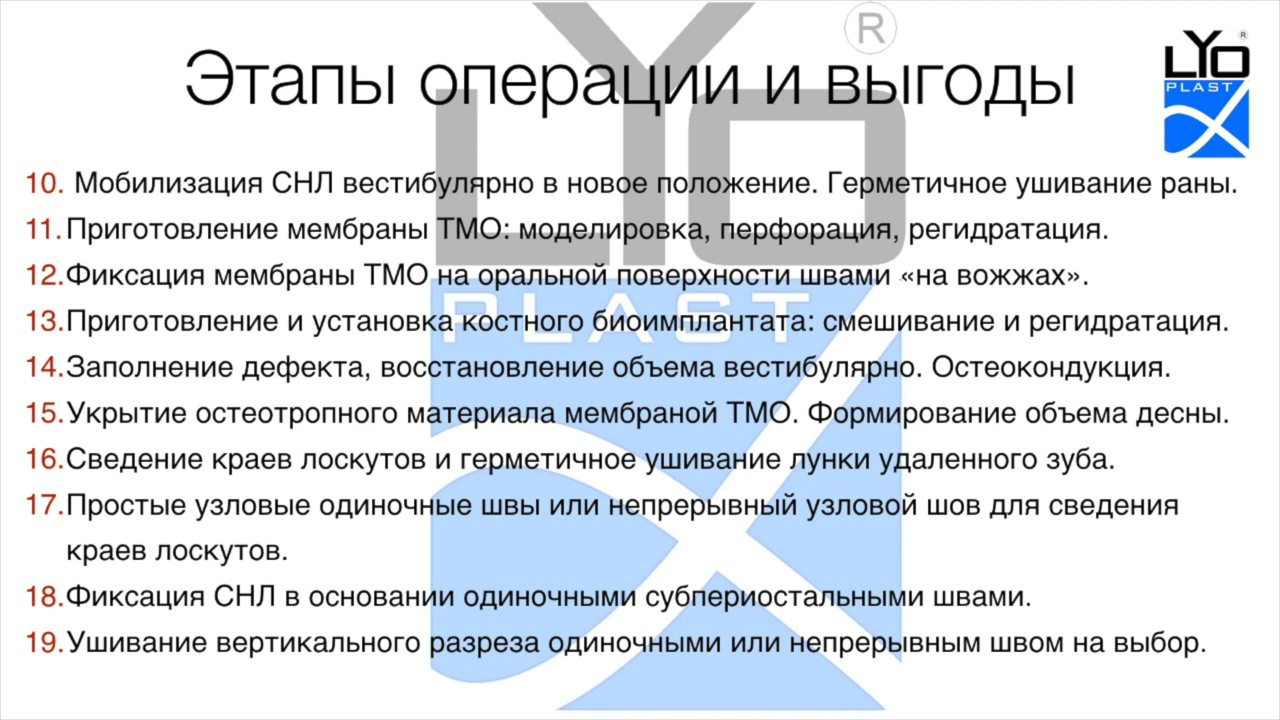 Этапы операции и выгоды
LYO
®
PLAST
LYO
®
PLAST
10. Мобилизация СНЛ вестибулярно в новое положение. Герметичное ушивание раны.
11. Приготовление мембраны ТМО: моделировка, перфорация, регидратация.
12. Фиксация мембраны ТМО на оральной поверхности швами «на вожжах».
13. Приготовление и установка костного биоимплантата: смешивание и регидратация.
14. Заполнение дефекта, восстановление объема вестибулярно. Остеокондукция.
15. Укрытие остеотропного материала мембраной ТМО. Формирование объема десны.
16. Сведение краев лоскутов и герметичное ушивание лунки удаленного зуба.
17. Простые узловые одиночные швы или непрерывный узловой шов для сведения
краев лоскутов.
18. Фиксация СНЛ в основании одиночными субпериостальными швами.
19. Ушивание вертикального разреза одиночными или непрерывным швом на выбор.